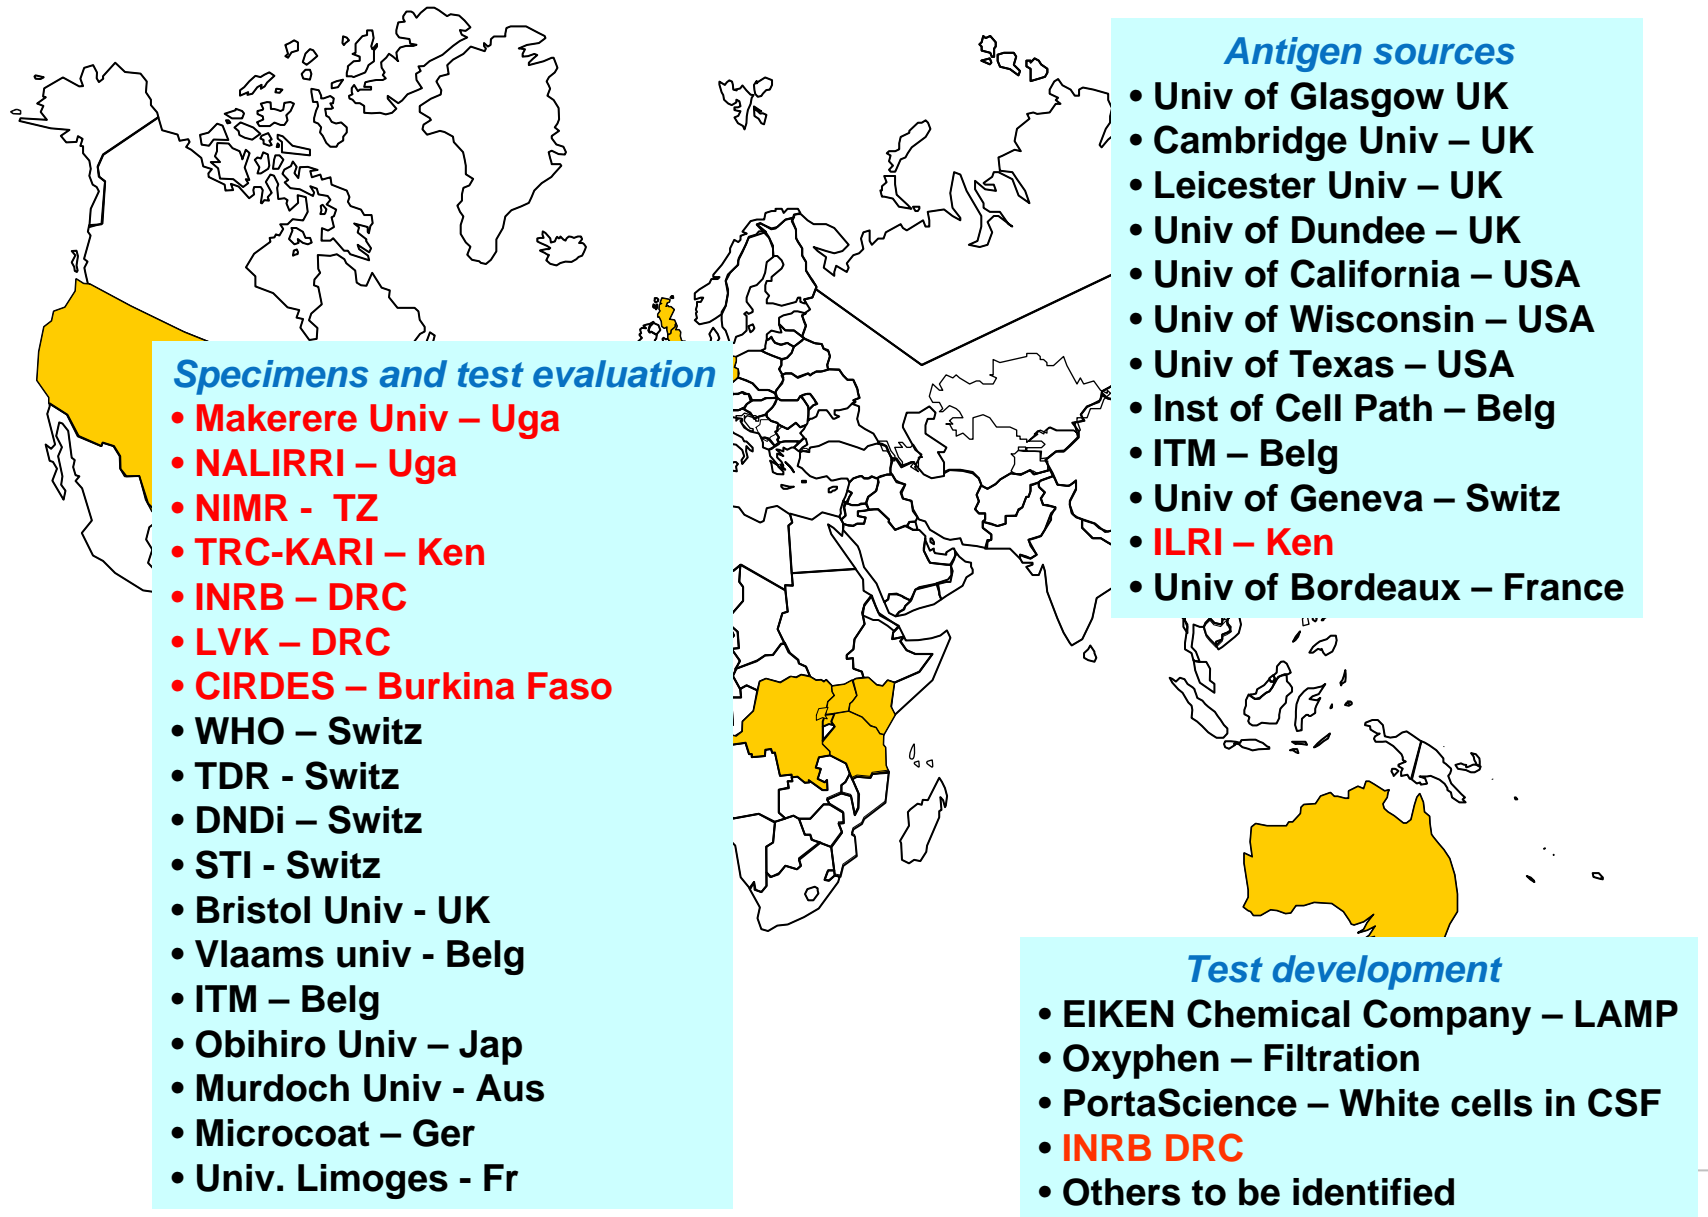 Antigen sources
• Univ of Glasgow UK
• Cambridge Univ – UK
• Leicester Univ – UK
• Univ of Dundee – UK
• Univ of California – USA
• Univ of Wisconsin – USA
• Univ of Texas – USA
• Inst of Cell Path – Belg
• ITM – Belg
• Univ of Geneva – Switz
• ILRI – Ken
• Univ of Bordeaux – France
Specimens and test evaluation
• Makerere Univ – Uga
• NALIRRI – Uga
• NIMR - TZ
• TRC-KARI – Ken
• INRB – DRC
• LVK – DRC
• CIRDES – Burkina Faso
• WHO – Switz
• TDR - Switz
• DNDi – Switz
• STI - Switz
• Bristol Univ - UK
• Vlaams univ - Belg
• ITM – Belg
• Obihiro Univ – Jap
• Murdoch Univ - Aus
• Microcoat – Ger
• Univ. Limoges - Fr
Test development
• EIKEN Chemical Company – LAMP
• Oxyphen – Filtration
• PortaScience – White cells in CSF
• INRB DRC
• Others to be identified